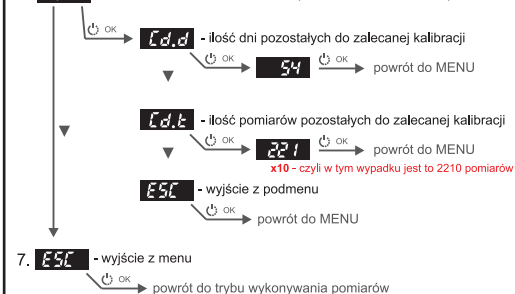 OK
Cd.d - ilość dni pozostałych do zalecanej kalibracji
OK 54 OK powrót do MENU
Cd.t - ilość pomiarów pozostałych do zalecanej kalibracji
OK 221 OK powrót do MENU
x10 - czyli w tym wypadku jest to 2210 pomiarów
ESC - wyjście z podmenu
OK powrót do MENU
7. ESC - wyjście z menu
OK powrót do trybu wykonywania pomiarów